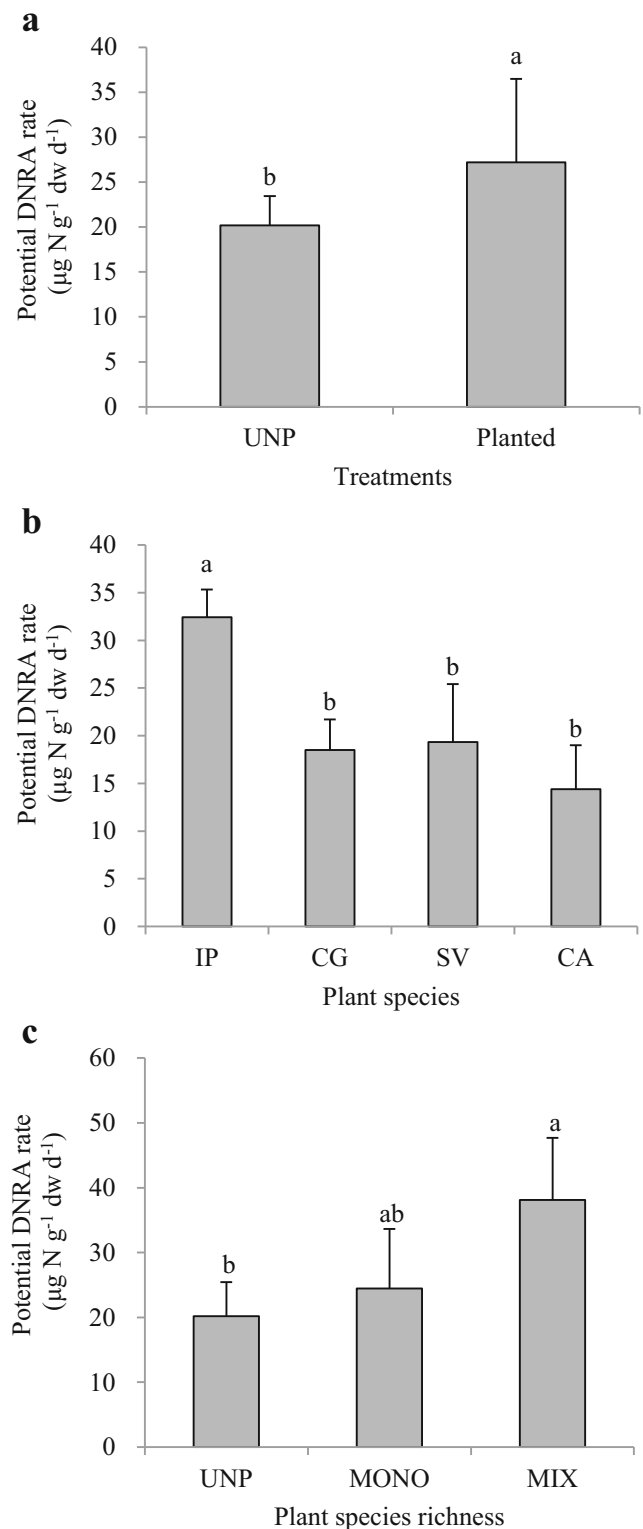 a
Potential DNRA rate
(µg N g⁻¹ dw d⁻¹)
40
35
30
25
20
15
10
5
0
b
a
UNP Planted
Treatments
b
Potential DNRA rate
(µg N g⁻¹ dw d⁻¹)
40
35
30
25
20
15
10
5
0
a
b
b
b
IP CG SV CA
Plant species
c
Potential DNRA rate
(µg N g⁻¹ dw d⁻¹)
60
50
40
30
20
10
0
b
ab
a
UNP MONO MIX
Plant species richness